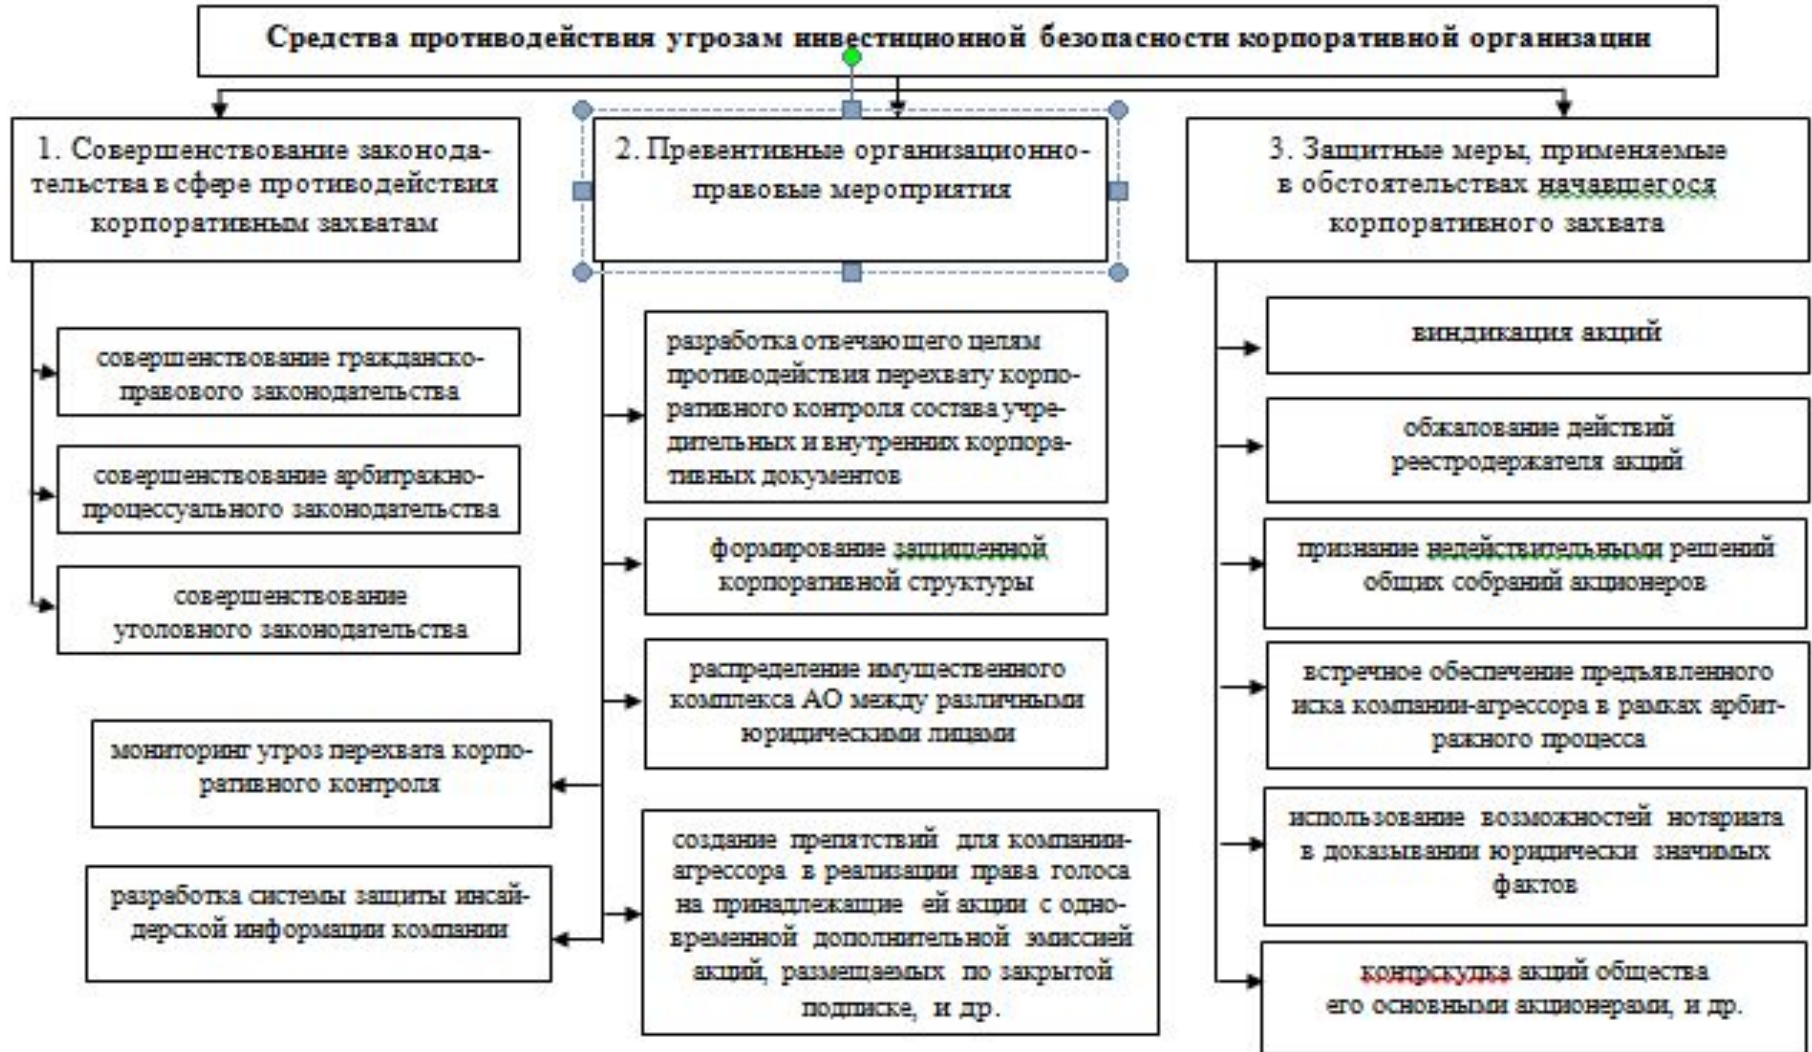 Средства противодействия угрозам инвестиционной безопасности корпоративной организации
1. Совершенствование законода-
тельства в сфере противодействия
корпоративным захватам
совершенствование гражданско-
правового законодательства
совершенствование арбитражно-
процессуального законодательства
совершенствование
уголовного законодательства
2. Превентивные организационно-
правовые мероприятия
разработка отвечающего целям
противодействия перехвату корпо-
ративного контроля состава учре-
дительных и внутренних корпора-
тивных документов
формирование защищенной
корпоративной структуры
распределение имущественного
комплекса АО между различными
юридическими лицами
мониторинг угроз перехвата корпо-
ративного контроля
разработка системы защиты инсай-
дерской информации компании
создание препятствий для компании-
агрессора в реализации права голоса
на принадлежащие ей акции с одно-
временной дополнительной эмиссией
акций, размещаемых по закрытой
подписке, и др.
3. Защитные меры, применяемые
в обстоятельствах начавшегося
корпоративного захвата
виндикация акций
обжалование действий
реестродержателя акций
признание недействительными решений
общих собраний акционеров
встречное обеспечение предъявленного
иска компании-агрессора в рамках арбит-
ражного процесса
использование возможностей нотариата
в доказывании юридически значимых
фактов
контрскупка акций общества
его основными акционерами, и др.